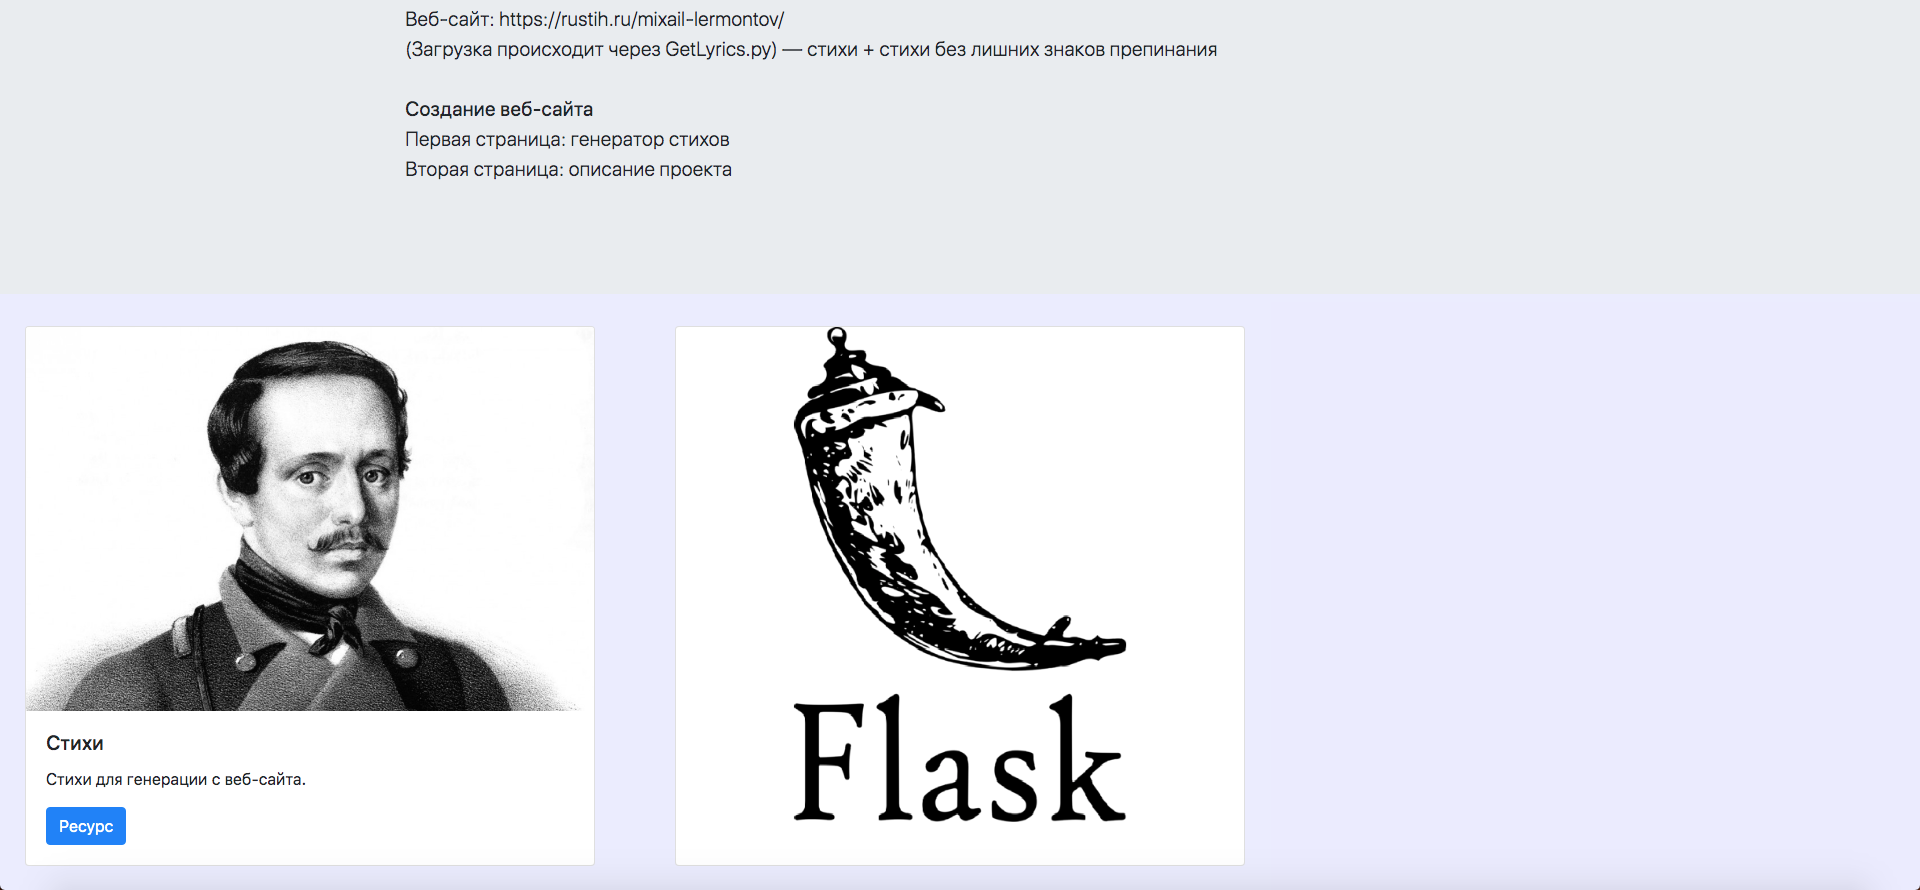 Веб-сайт: https://rustih.ru/mixail-lermontov/
(Загрузка происходит через GetLyrics.py) — стихи + стихи без лишних знаков препинания
Создание веб-сайта
Первая страница: генератор стихов
Вторая страница: описание проекта
Стихи
Стихи для генерации с веб-сайта.
Ресурс
Flask